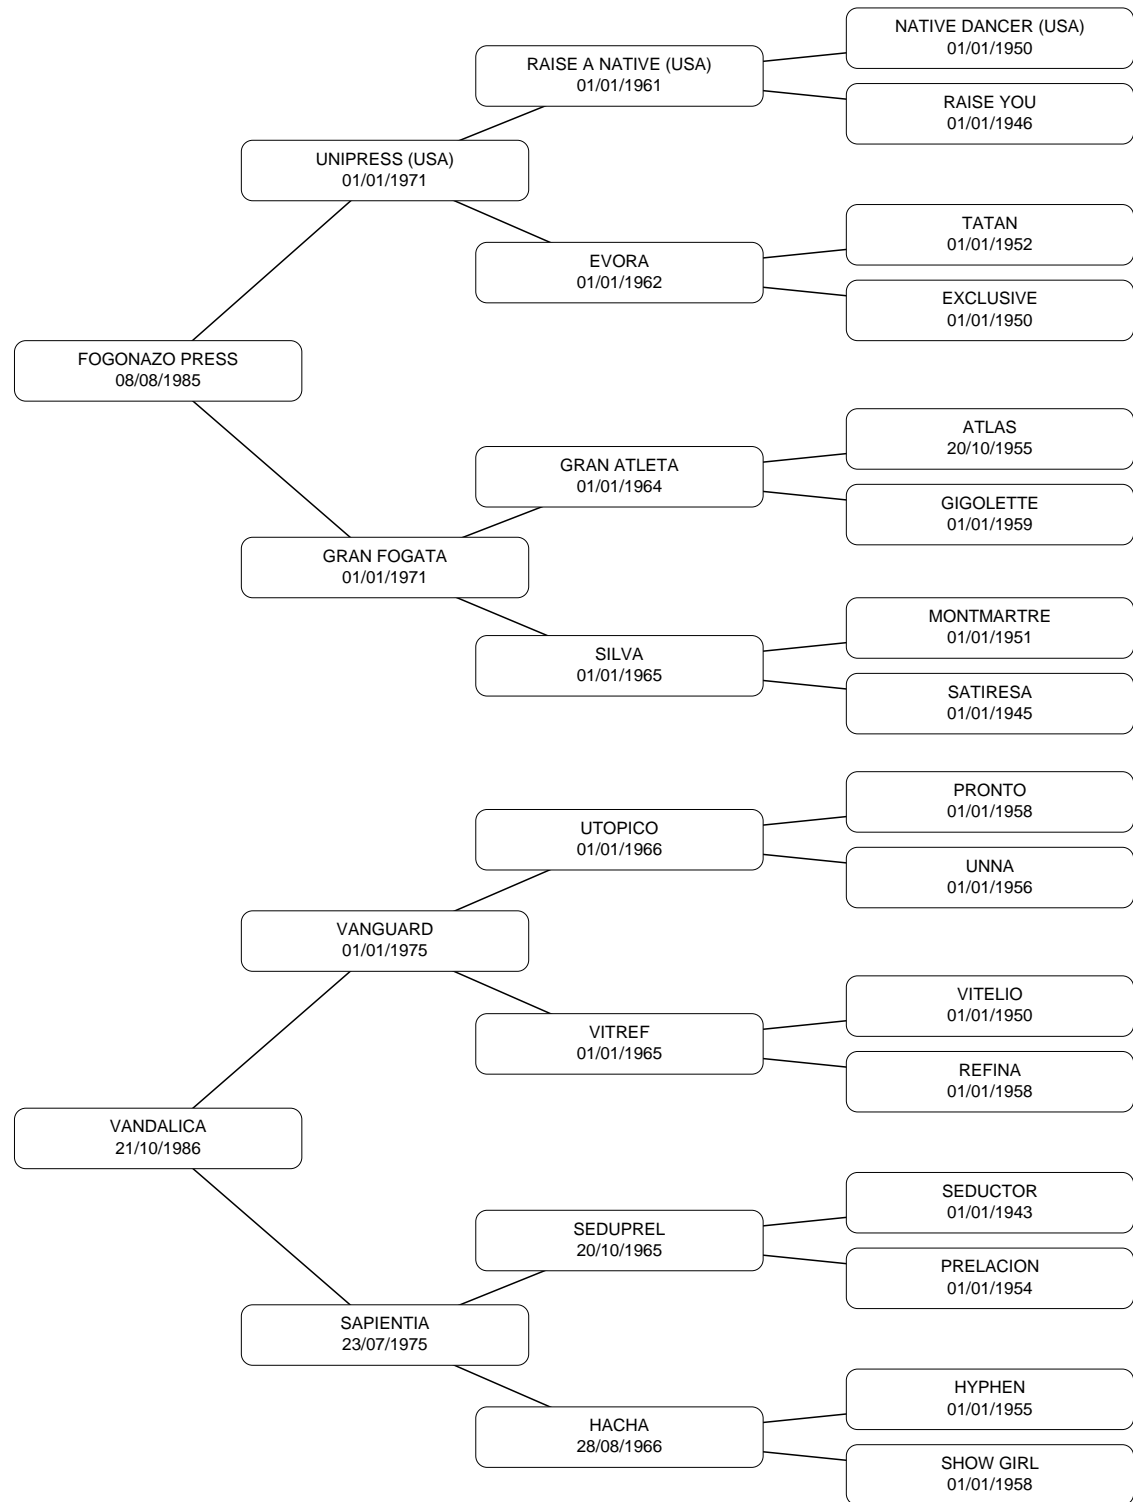 NATIVE DANCER (USA)
01/01/1950
RAISE A NATIVE (USA)
01/01/1961
RAISE YOU
01/01/1946
UNIPRESS (USA)
01/01/1971
TATAN
01/01/1952
EVORA
01/01/1962
EXCLUSIVE
01/01/1950
FOGONAZO PRESS
08/08/1985
ATLAS
20/10/1955
GRAN ATLETA
01/01/1964
GIGOLETTE
01/01/1959
GRAN FOGATA
01/01/1971
MONTMARTRE
01/01/1951
SILVA
01/01/1965
SATIRESA
01/01/1945
PRONTO
01/01/1958
UTOPICO
01/01/1966
UNNA
01/01/1956
VANGUARD
01/01/1975
VITELIO
01/01/1950
VITREF
01/01/1965
REFINA
01/01/1958
VANDALICA
21/10/1986
SEDUCTOR
01/01/1943
SEDUPREL
20/10/1965
PRELACION
01/01/1954
SAPIENTIA
23/07/1975
HYPHEN
01/01/1955
HACHA
28/08/1966
SHOW GIRL
01/01/1958